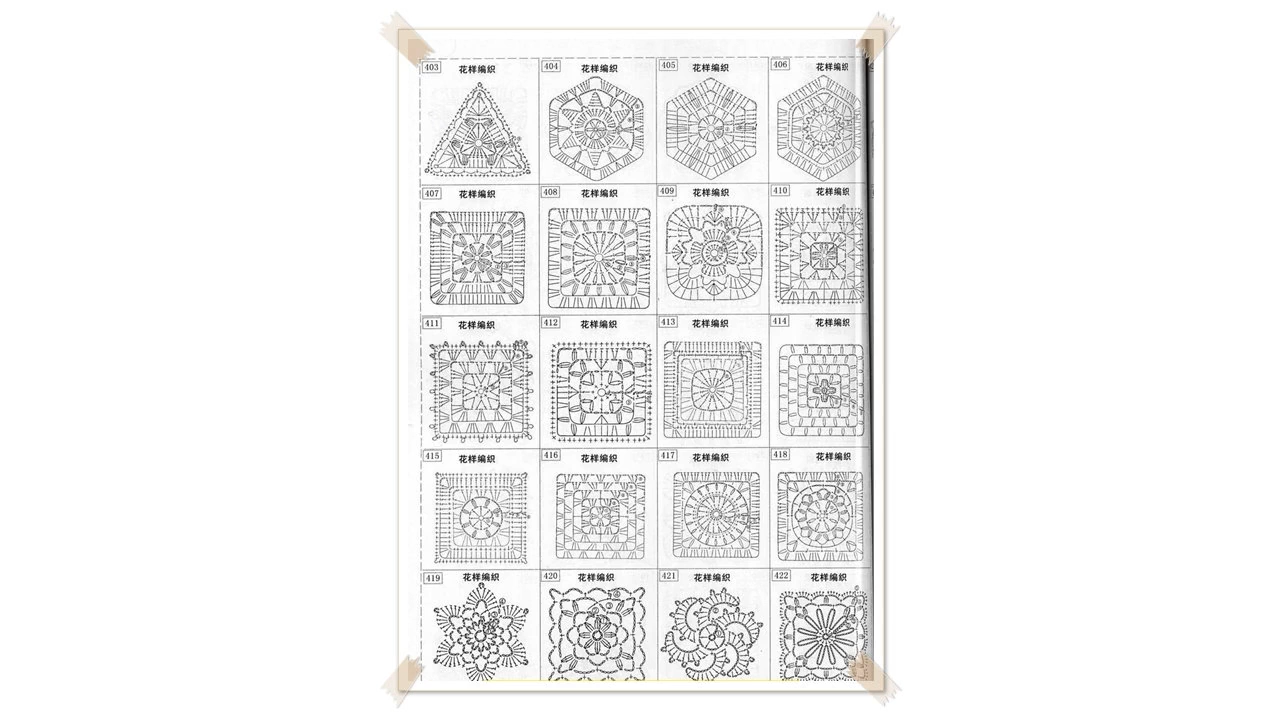 403 花样编织 404 花样编织 405 花样编织 406 花样编织
407 花样编织 408 花样编织 409 花样编织 410 花样编织
411 花样编织 412 花样编织 413 花样编织 414 花样编织
415 花样编织 416 花样编织 417 花样编织 418 花样编织
419 花样编织 420 花样编织 421 花样编织 422 花样编织